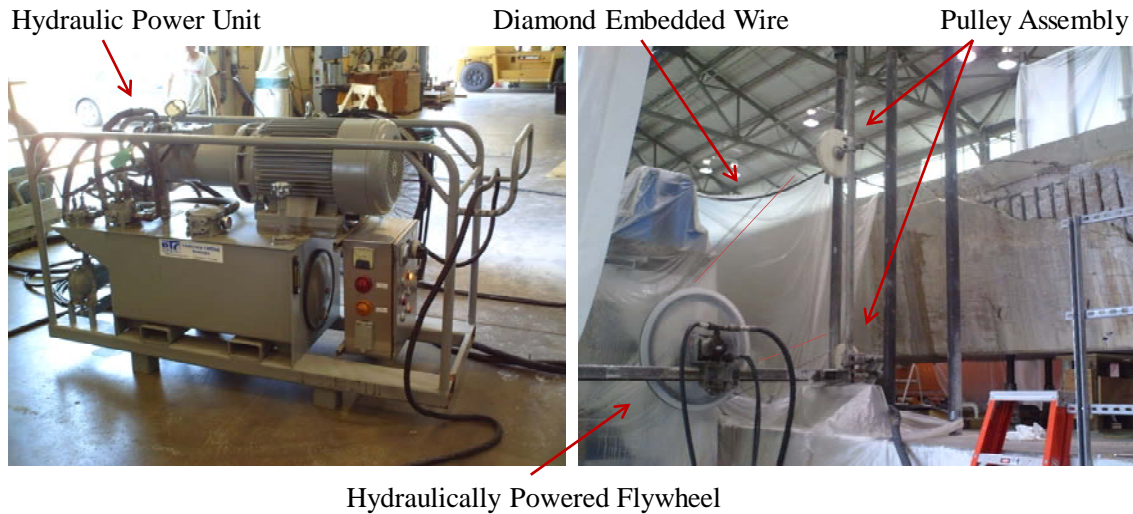 Hydraulic Power Unit
Diamond Embedded Wire
Pulley Assembly
Hydraulically Powered Flywheel